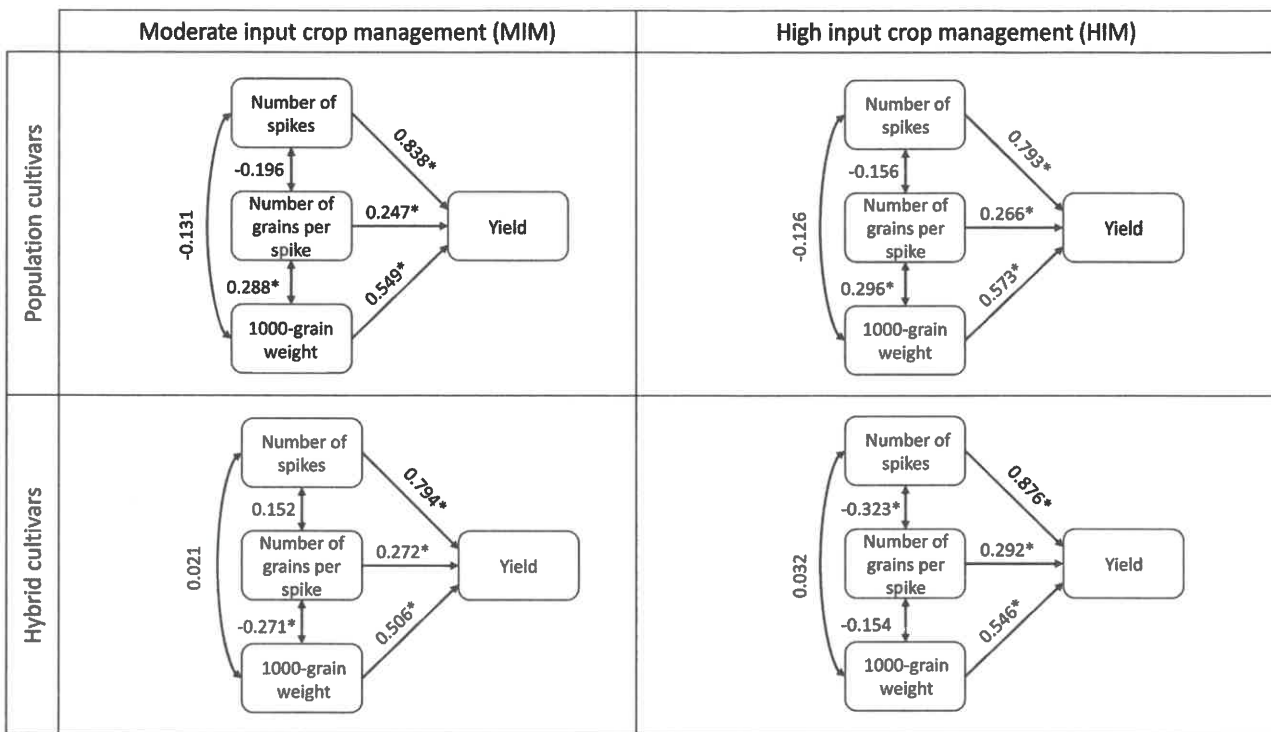 Moderate input crop management (MIM)
High input crop management (HIM)
Population cultivars
Number of
spikes
0.838*
-0.196
-0.131
Number of
grains per
spike
0.247*
Yield
0.288*
0.549*
1000-grain
weight
Number of
spikes
0.793*
-0.156
-0.126
Number of
grains per
spike
0.266*
Yield
0.296*
0.573*
1000-grain
weight
Hybrid cultivars
Number of
spikes
0.794*
0.152
0.021
Number of
grains per
spike
0.272*
Yield
-0.271*
0.506*
1000-grain
weight
Number of
spikes
0.876*
-0.323*
0.032
Number of
grains per
spike
0.292*
Yield
-0.154
0.546*
1000-grain
weight